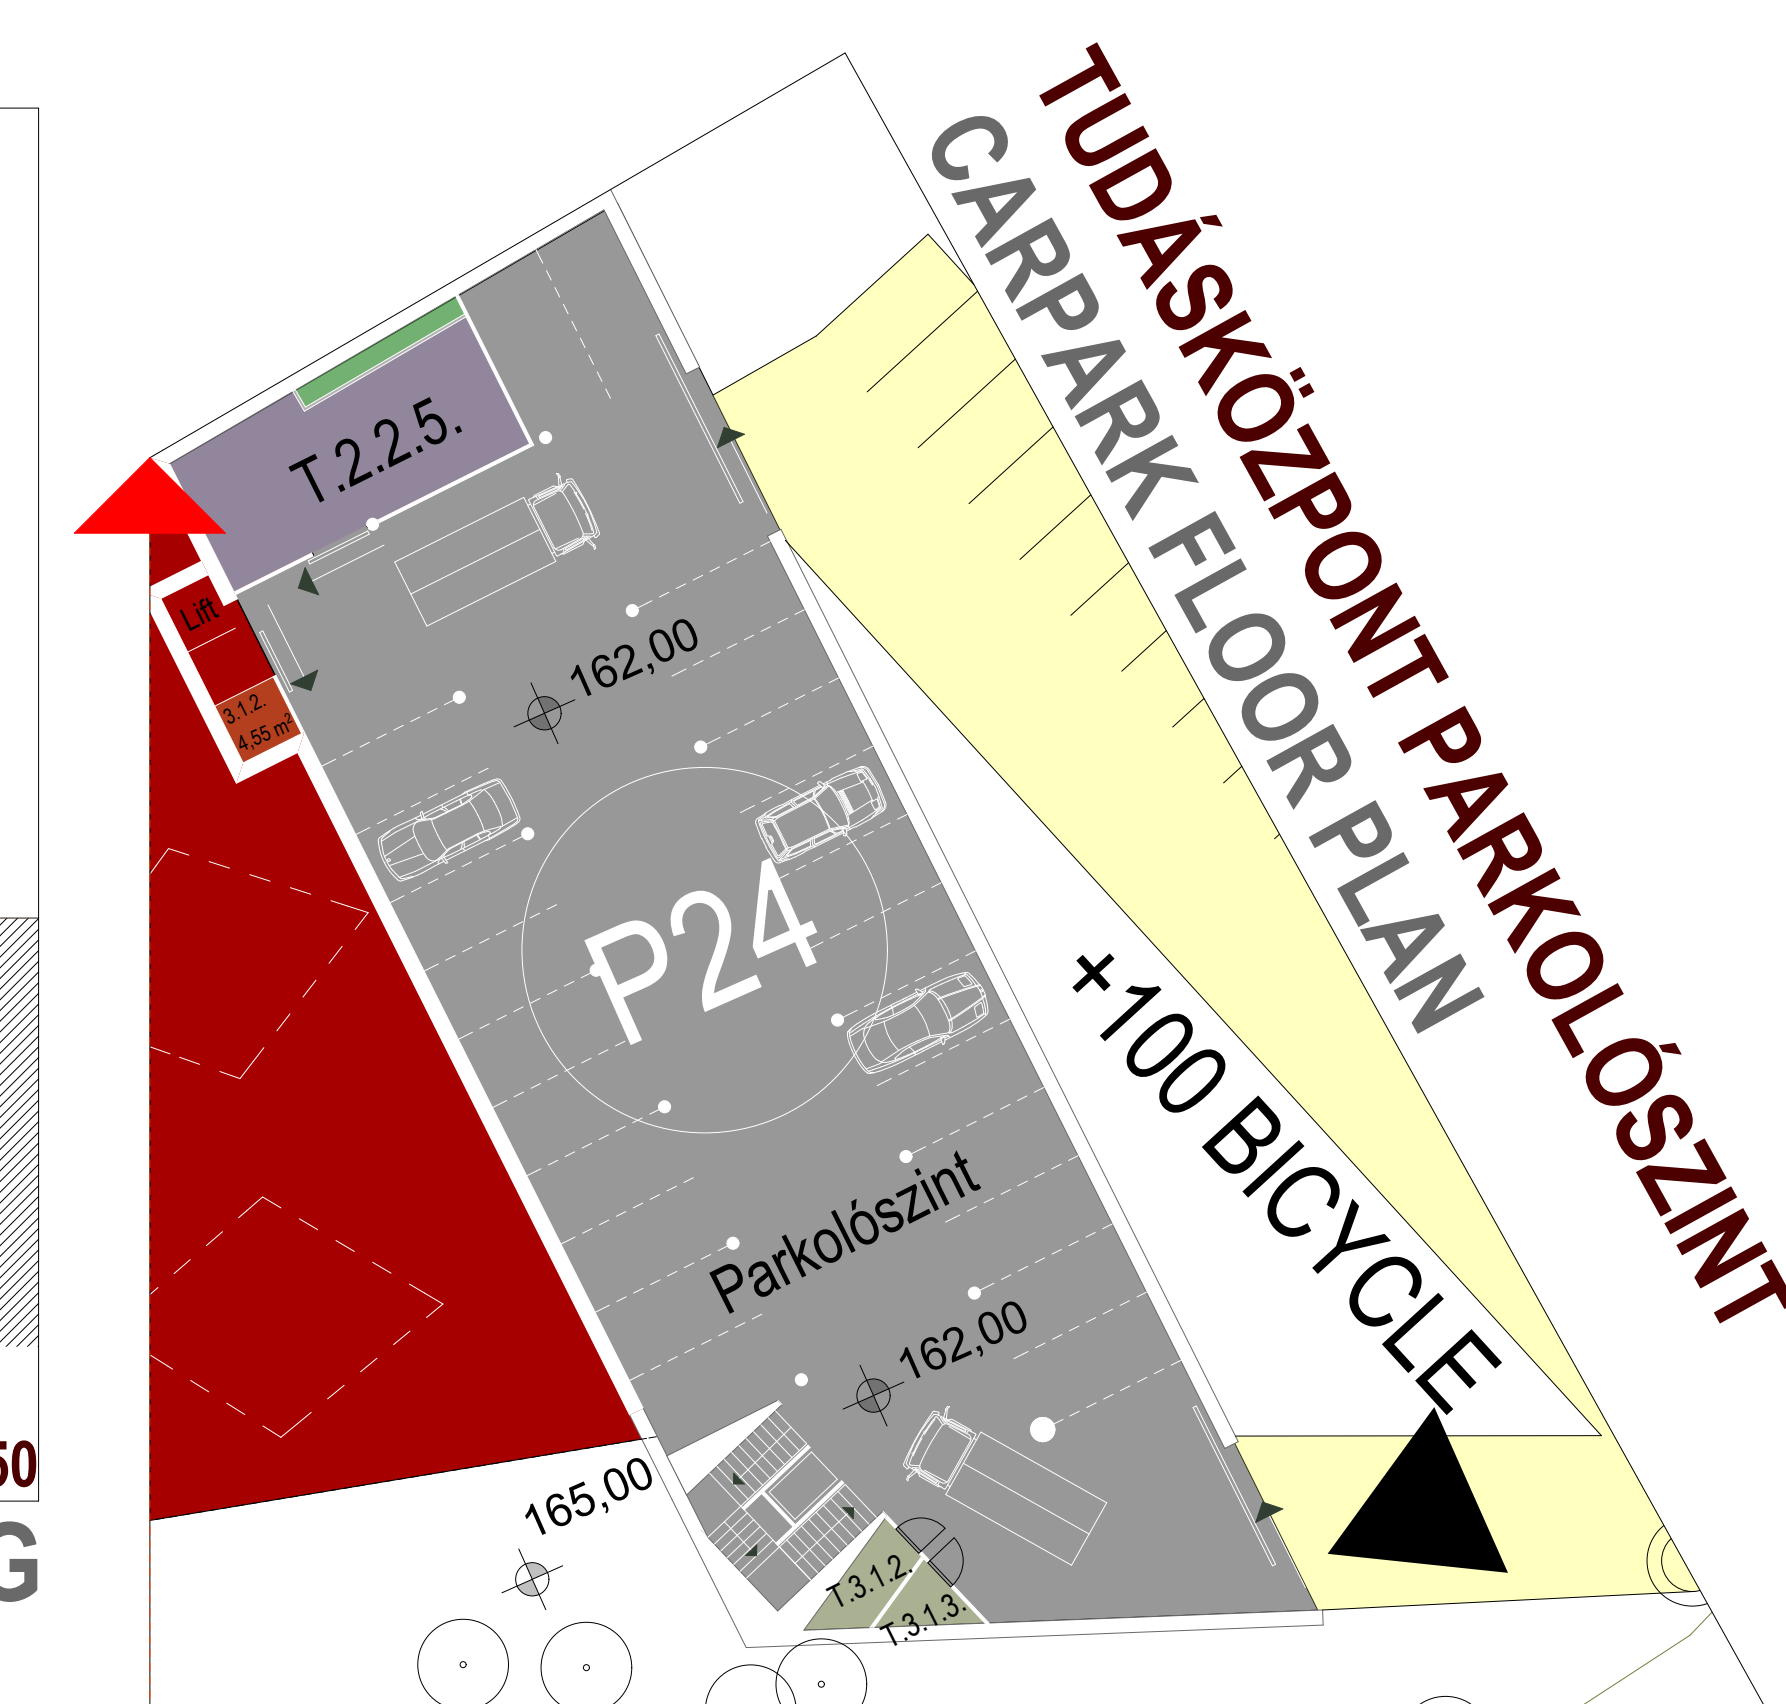 TUDÁSKÖZPONT PARKOLÓSZINT
CARPARK FLOOR PLAN
T.2.2.5.
Lift
3.1.2.
4,55 m²
162,00
P24
+100 BICYCLE
Parkolószint
162,00
165,00
T.3.1.2.
T.3.1.3.
50
G